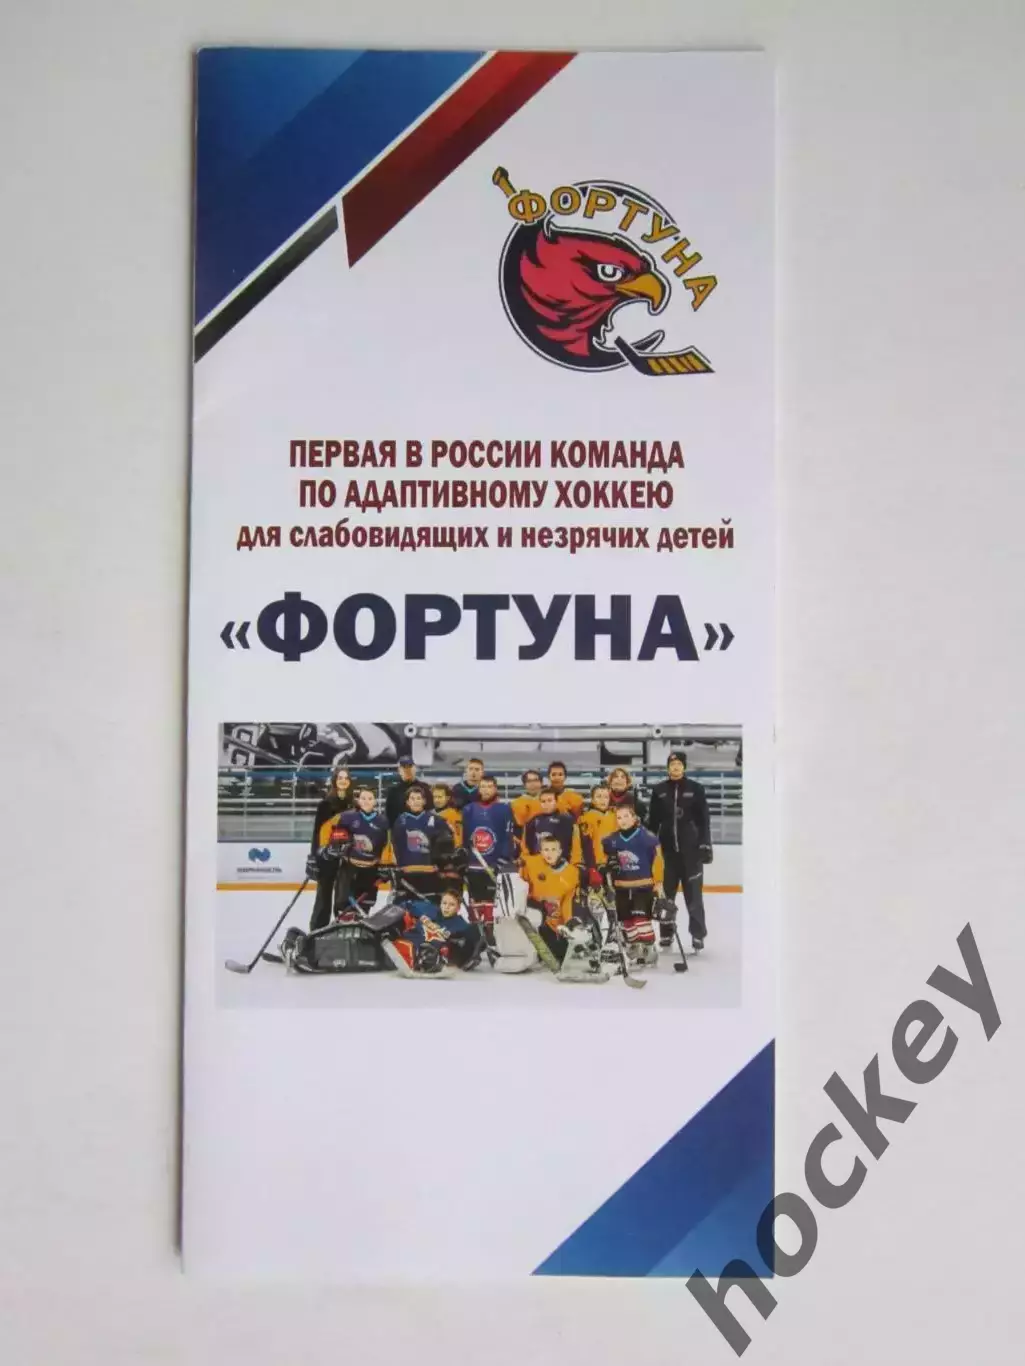 ФОРТУНА
ПЕРВАЯ В РОССИИ КОМАНДА
ПО АДАПТИВНОМУ ХОККЕЮ
для слабовидящих и незрячих детей
«ФОРТУНА»
hockey